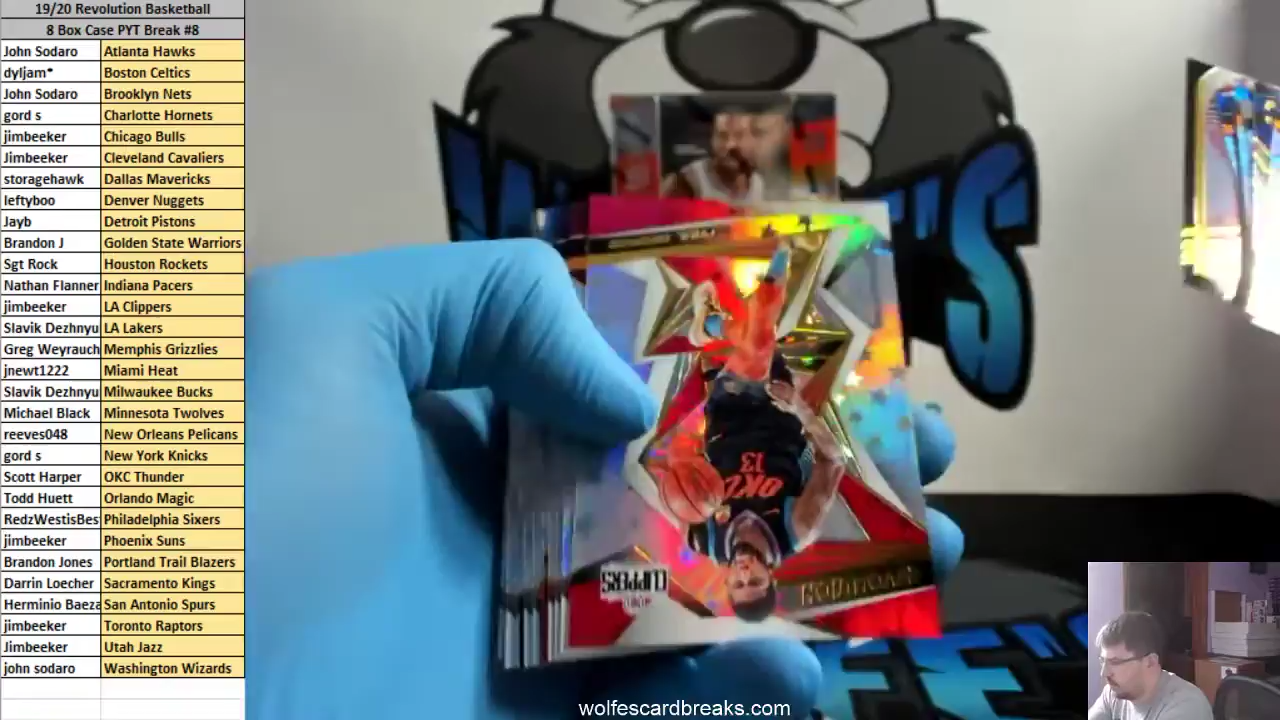 19/20 Revolution Basketball
8 Box Case PYT Break #8
John Sodaro Atlanta Hawks
dyljam* Boston Celtics
John Sodaro Brooklyn Nets
gord s Charlotte Hornets
jimbeeker Chicago Bulls
Jimbeeker Cleveland Cavaliers
storagehawk Dallas Mavericks
leftyboo Denver Nuggets
Jayb Detroit Pistons
Brandon J Golden State Warriors
Sgt Rock Houston Rockets
Nathan Flanner Indiana Pacers
jimbeeker LA Clippers
Slavik Dezhnyu LA Lakers
Greg Weyrauch Memphis Grizzlies
jnewt1222 Miami Heat
Slavik Dezhnyu Milwaukee Bucks
Michael Black Minnesota Twolves
reeves048 New Orleans Pelicans
gord s New York Knicks
Scott Harper OKC Thunder
Todd Huett Orlando Magic
RedzWestisBes Philadelphia Sixers
jimbeeker Phoenix Suns
Brandon Jones Portland Trail Blazers
Darrin Loecher Sacramento Kings
Herminio Baeza San Antonio Spurs
jimbeeker Toronto Raptors
Jimbeeker Utah Jazz
john sodaro Washington Wizards
OKC
13
CLIPPERS
wolfescardbreaks.com